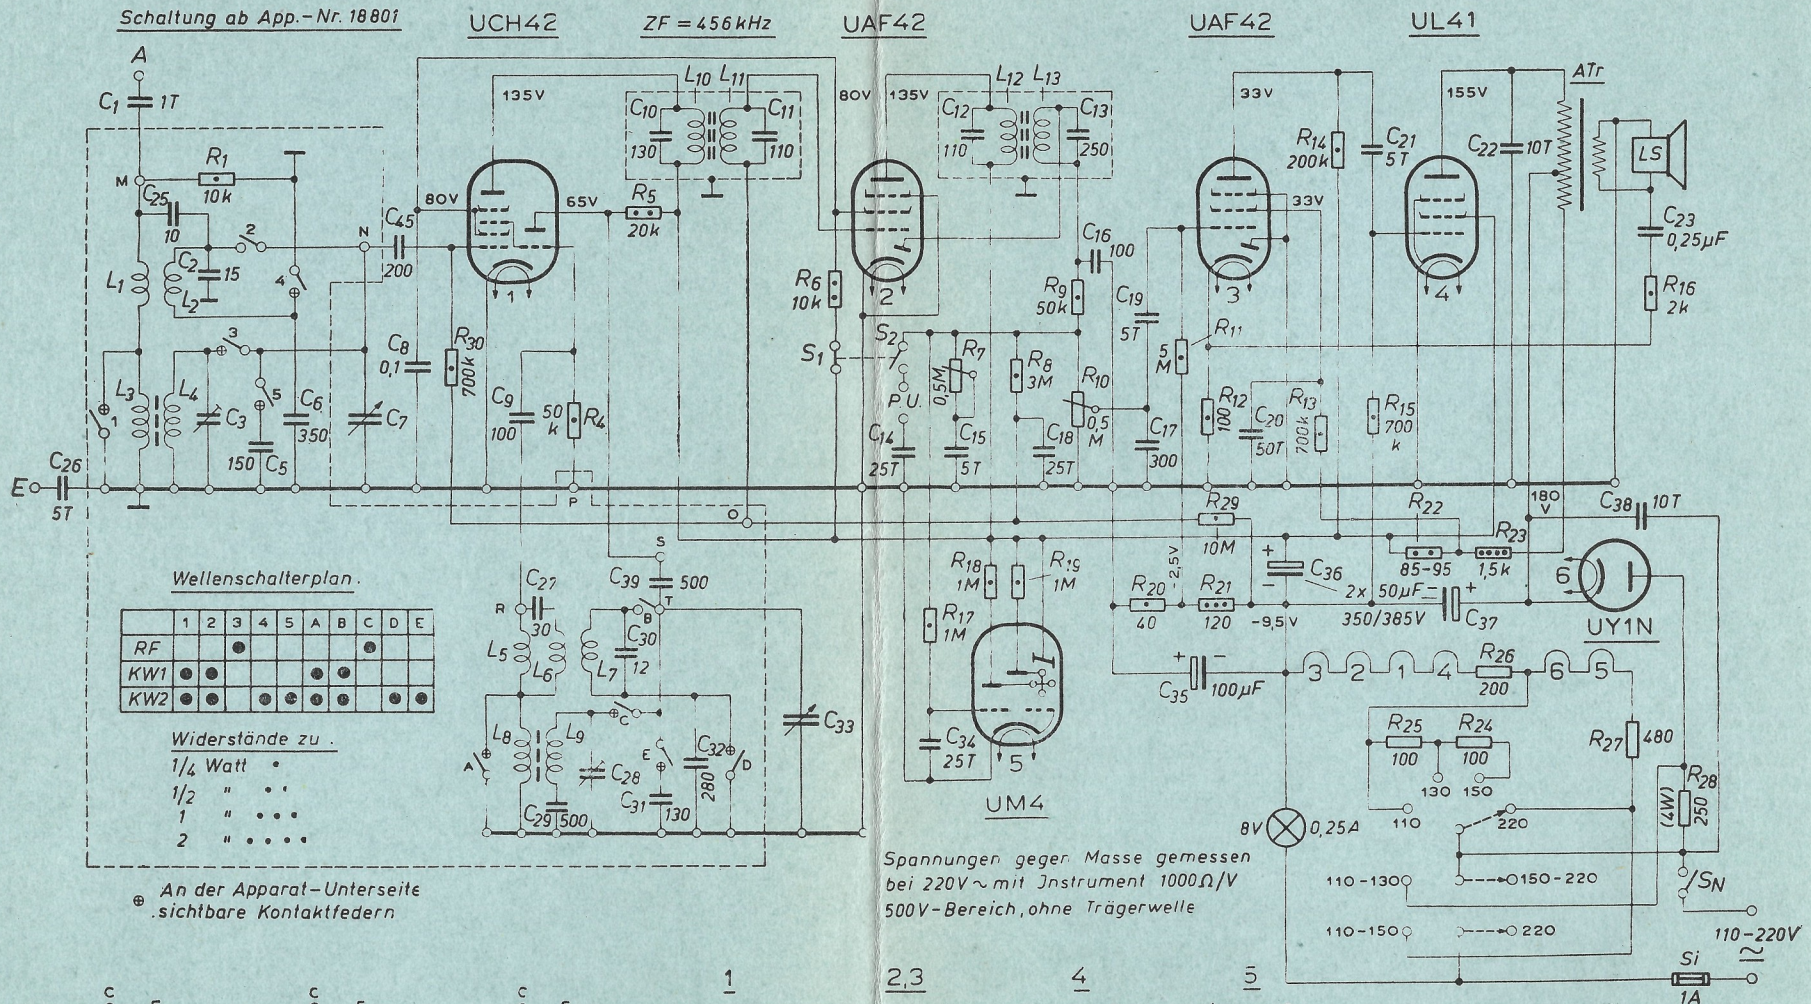 Schaltung ab App.-Nr. 18801
UCH42
ZF = 456 kHz
UAF42
UAF42
UL41
A
C1 1T
M
R1
10k
C25
10
2
N
C45
200
C2 15
L1
L2
4
3
L3
L4
1
C3
5
150 C5
C6
350
C7
E
C26
5T
135V
80V
65V
1
C8
0,1
R30
700k
C9
100
50
k
R4
P
R5
20k
L10 L11
C10
130
C11
110
80V 135V
2
R6
10k
S1
S2
P.U.
C14
25T
L12 L13
C12
110
C13
250
C16
100
R9
50k
R7
0,5M
R8
3M
R10
0,5
M
C15
5T
C18
25T
C19
5T
C17
300
33V
33V
3
R11
5
M
R12
100
C20
50T
R13
700k
R14
200k
C21
5T
155V
4
R15
700
k
C22 10T
ATr
LS
C23
0,25µF
R16
2k
O
S
R29
10M
180
V
R22
85-95
R23
1,5k
C38 10T
6
UY1N
C36
2x 50µF
350/385V
C37
R20
40
-2,5V
R21
120
-9,5V
R18
1M
R19
1M
R17
1M
C34
25T
5
UM4
C35
100µF
3 2 1 4
R26
200
6 5
R25
100
R24
100
130 150
110
220
R27 480
R28
250
(4W)
8V 0,25A
110-130
150-220
110-150
220
SN
110-220V
~
Si
1A
Wellenschalterplan.
1 2 3 4 5 A B C D E
RF
KW1
KW2
Widerstände zu .
1/4 Watt
1/2 "
1 "
2 "
R
C27
30
C39 500
T
B
L5
L6
L7
C30
12
L8
L9
A
C
C28
C29 500
E
C31
130
C32
280
D
C33
An der Apparat-Unterseite
sichtbare Kontaktfedern
Spannungen gegen Masse gemessen
bei 220V ~ mit Instrument 1000Ω/V
500V-Bereich, ohne Trägerwelle
1
2,3
4
5
c
c
c